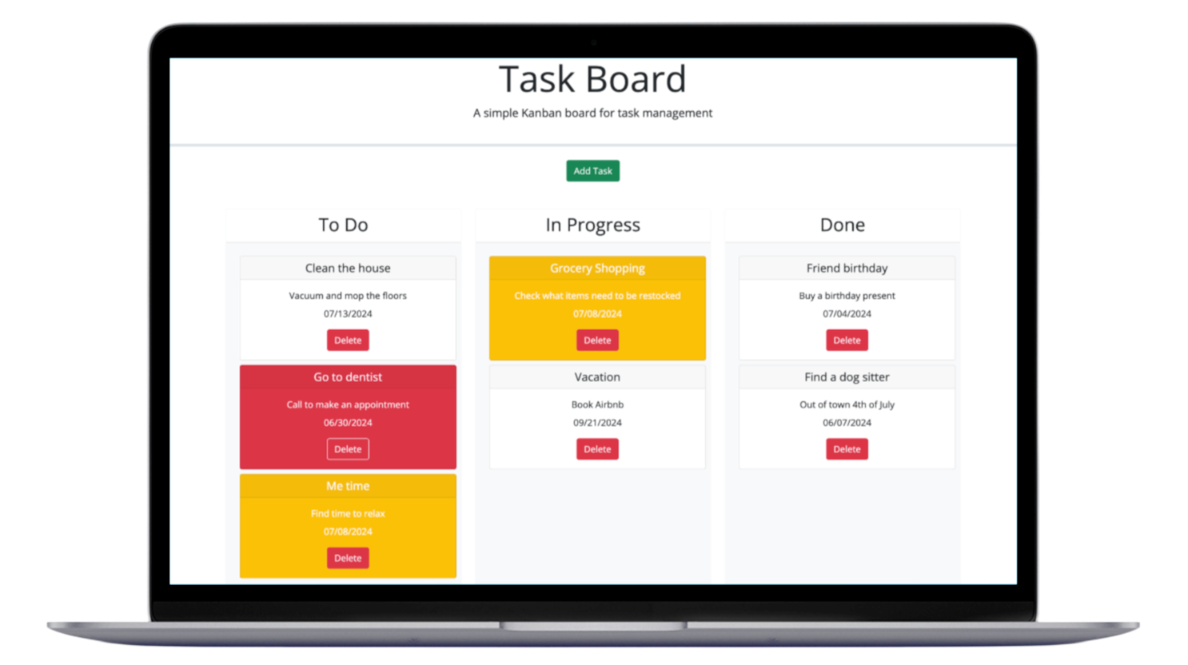 Task Board
A simple Kanban board for task management
Add Task
To Do
Clean the house
Vacuum and mop the floors
07/13/2024
Delete
Go to dentist
Call to make an appointment
06/30/2024
Delete
Me time
Find time to relax
07/08/2024
Delete
In Progress
Grocery Shopping
Check what items need to be restocked
07/08/2024
Delete
Vacation
Book Airbnb
09/21/2024
Delete
Done
Friend birthday
Buy a birthday present
07/04/2024
Delete
Find a dog sitter
Out of town 4th of July
06/07/2024
Delete